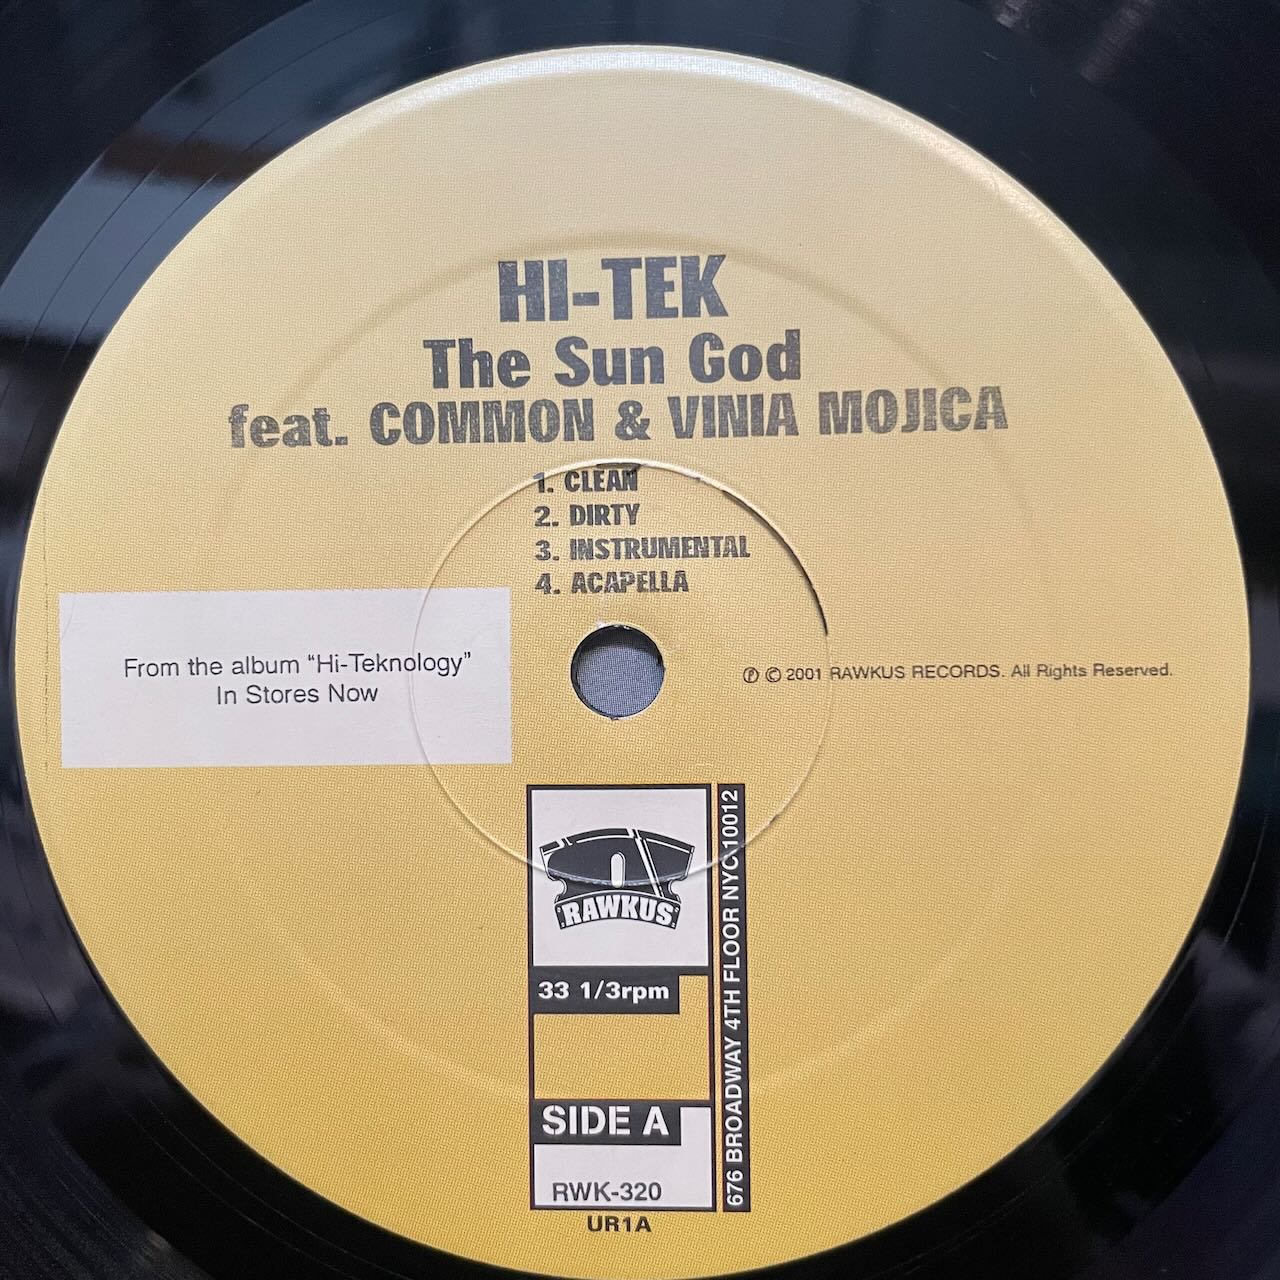 HI-TEK
The Sun God
feat. COMMON & VINIA MOJICA
1. CLEAN
2. DIRTY
3. INSTRUMENTAL
4. ACAPELLA
From the album “Hi-Teknology”
In Stores Now
℗ © 2001 RAWKUS RECORDS. All Rights Reserved.
RAWKUS
33 1/3rpm
SIDE A
RWK-320
UR1A
676 BROADWAY 4TH FLOOR NYC 10012